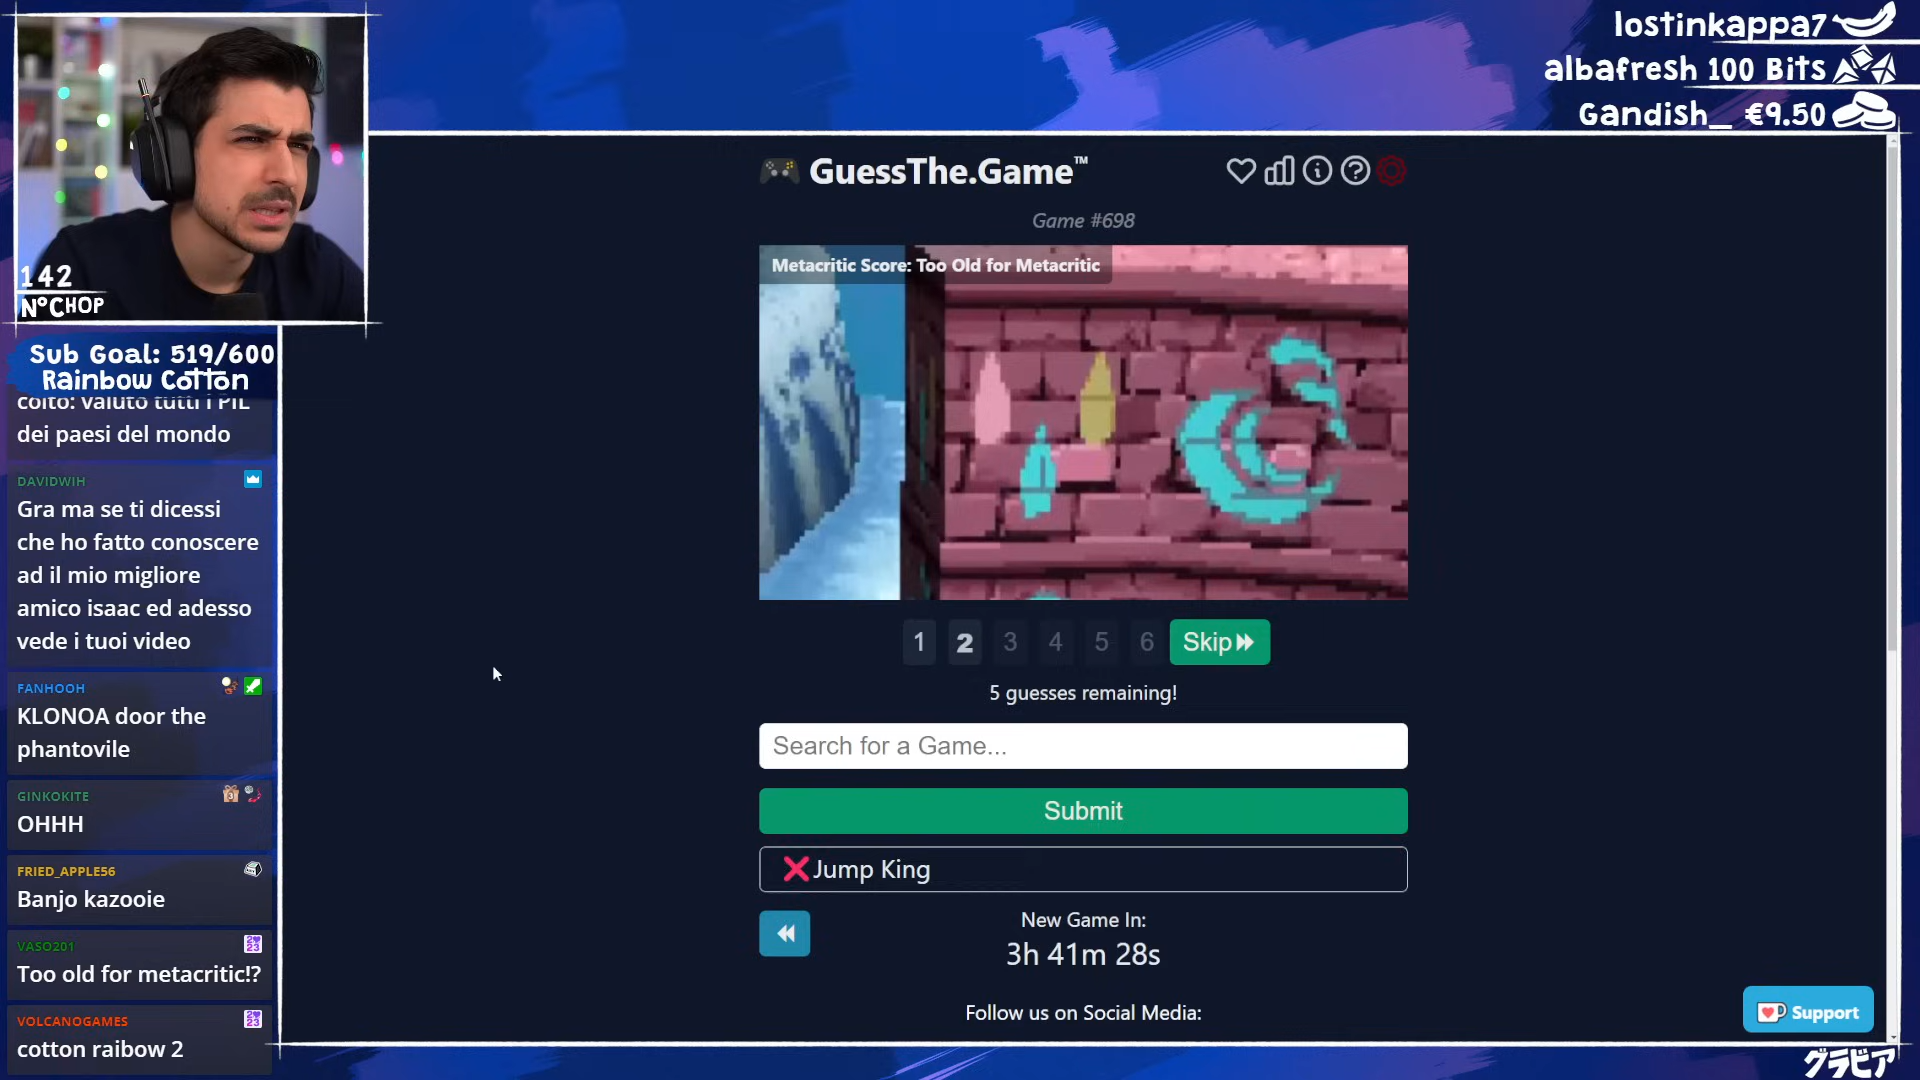 142
N°CHOP
Sub Goal: 519/600
Rainbow Cotton
colto: valuto tutti i PIL
dei paesi del mondo
DAVIDWIH
Gra ma se ti dicessi
che ho fatto conoscere
ad il mio migliore
amico isaac ed adesso
vede i tuoi video
FANHOOH
KLONOA door the
phantovile
GINKOKITE
OHHH
FRIED_APPLE56
Banjo kazooie
VASO201
Too old for metacritic!?
VOLCANOGAMES
cotton raibow 2
lostinkappa7
albafresh 100 Bits
Gandish_ €9.50
GuessThe.Game™
Game #698
Metacritic Score: Too Old for Metacritic
1 2 3 4 5 6 Skip
5 guesses remaining!
Search for a Game...
Submit
Jump King
New Game In:
3h 41m 28s
Follow us on Social Media:
Support
グラビア